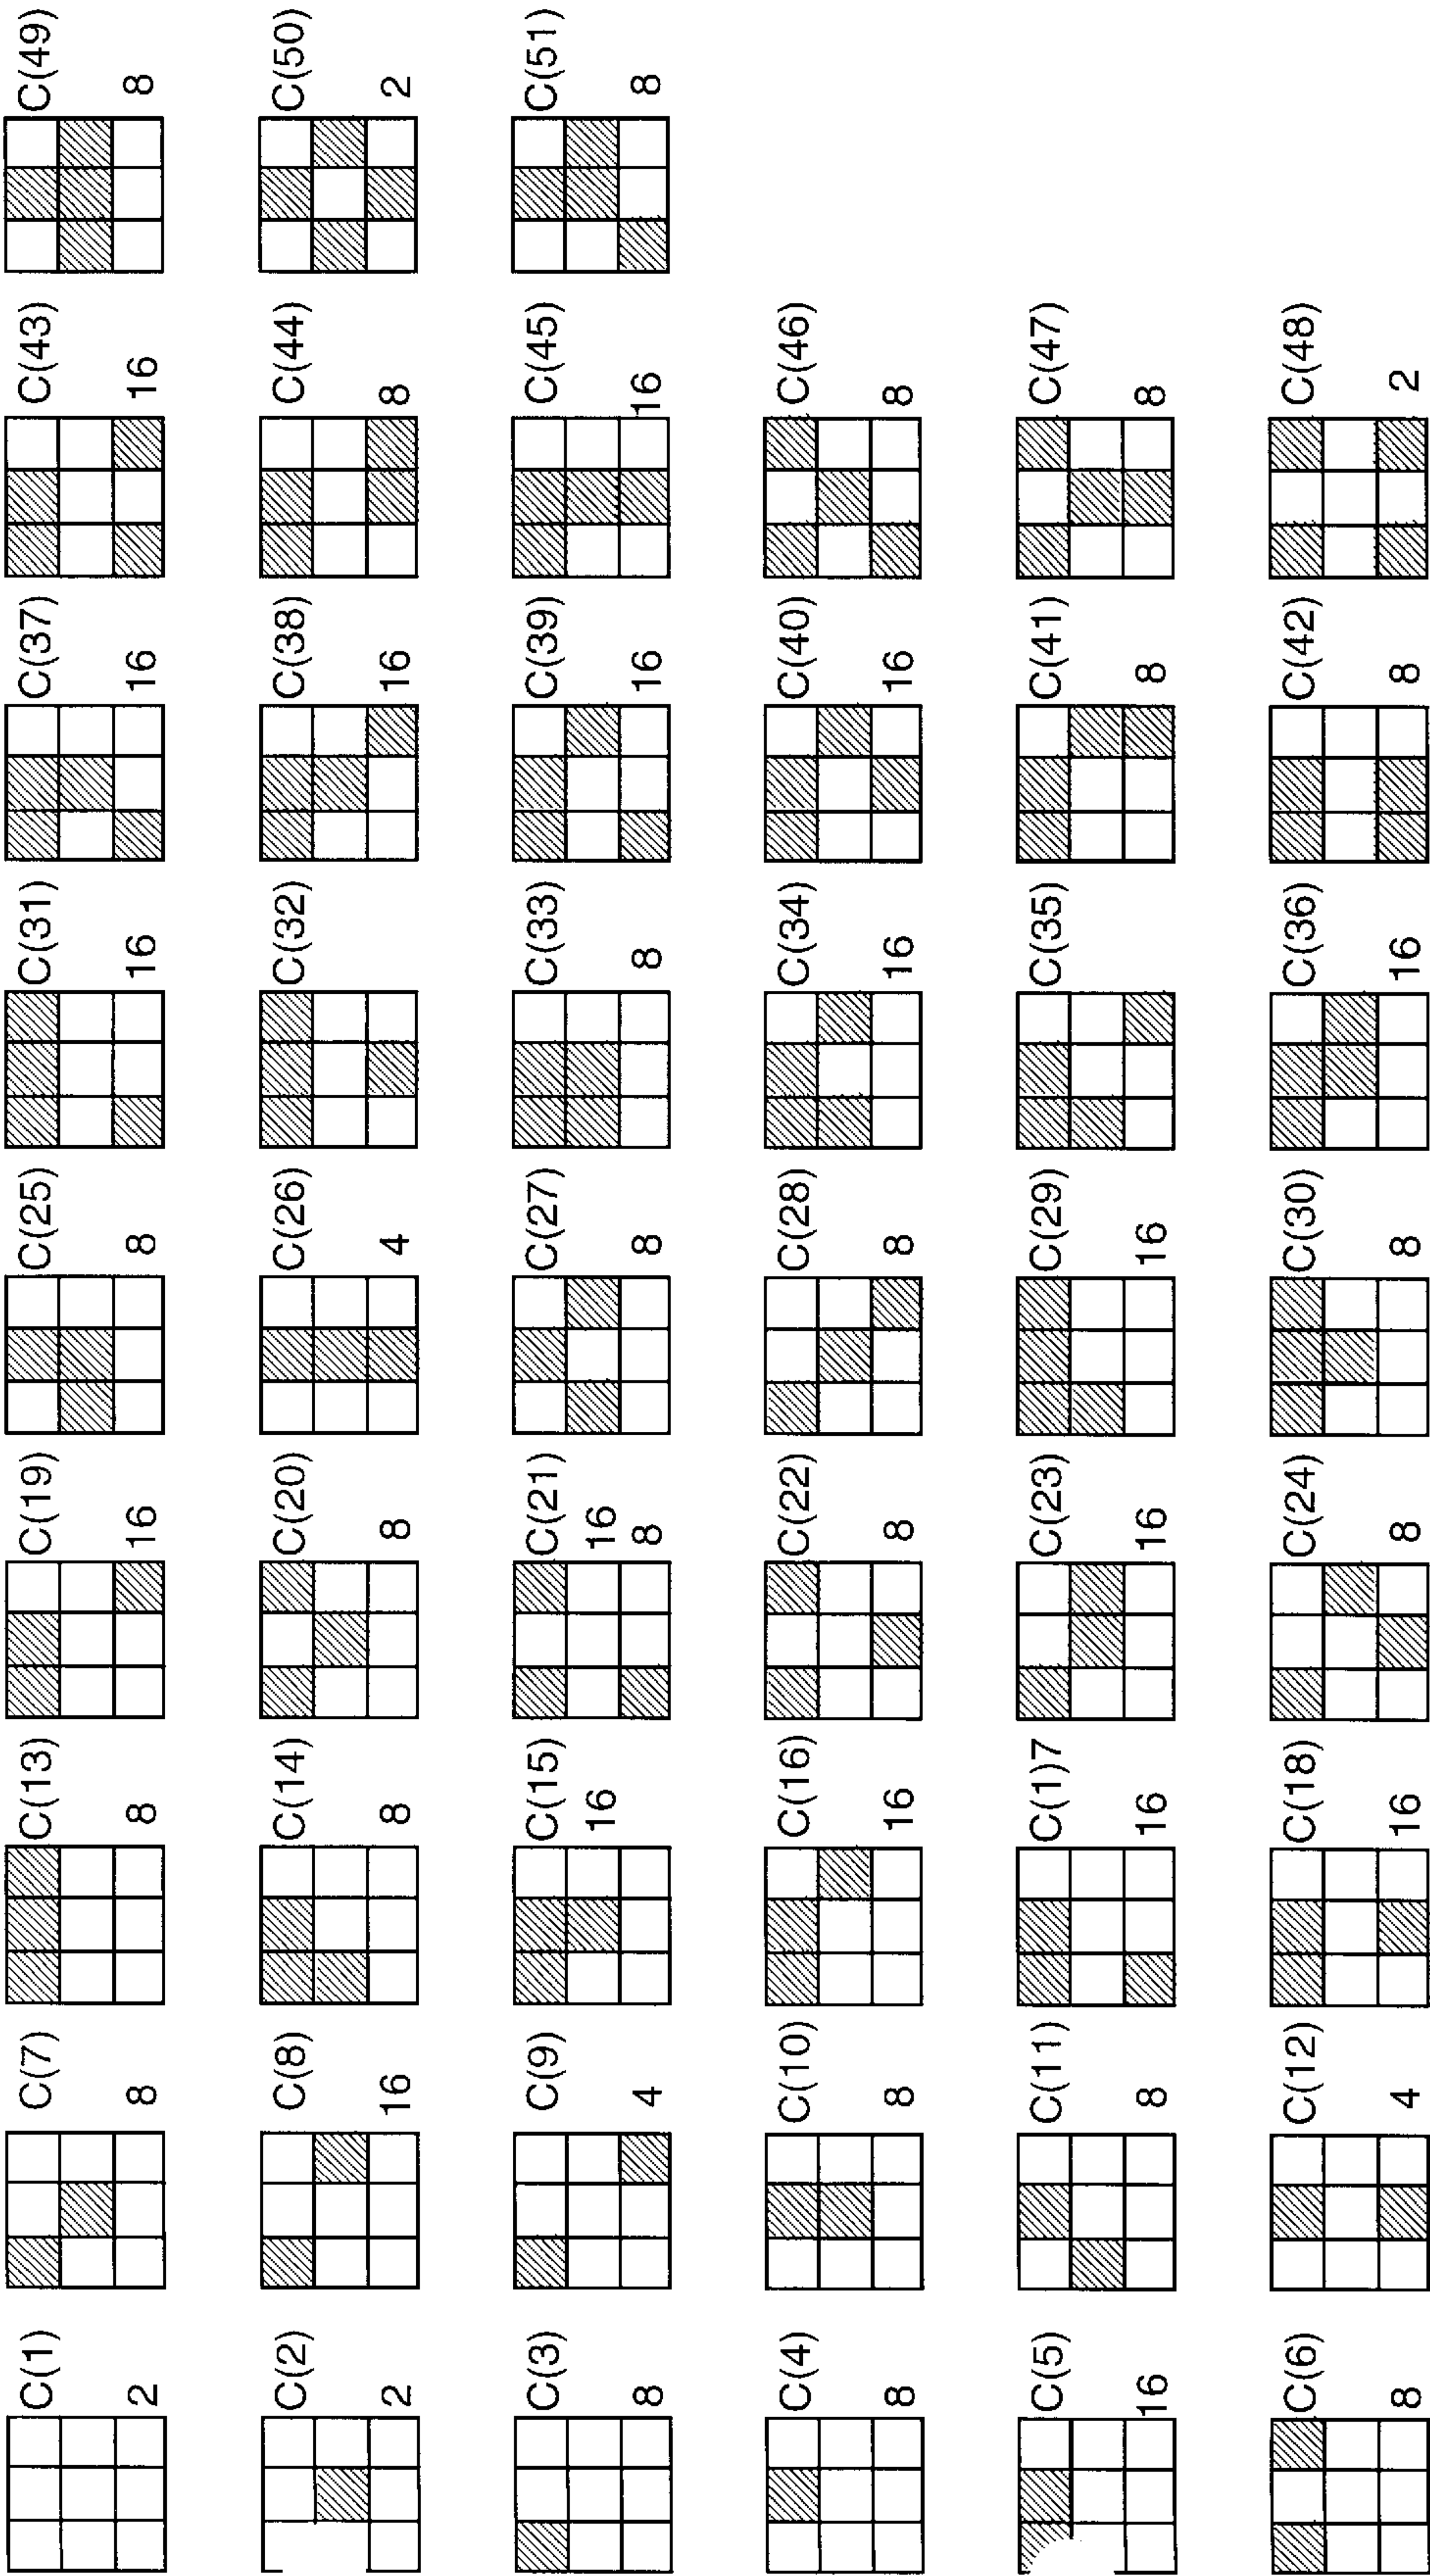 C(1)
2
C(2)
2
C(3)
8
C(4)
8
C(5)
16
C(6)
8
C(7)
8
C(8)
16
C(9)
4
C(10)
8
C(11)
8
C(12)
4
C(13)
8
C(14)
8
C(15)
16
C(16)
16
C(1)7
16
C(18)
16
C(19)
16
C(20)
8
C(21)
16
8
C(22)
8
C(23)
16
C(24)
8
C(25)
8
C(26)
4
C(27)
8
C(28)
8
C(29)
16
C(30)
8
C(31)
16
C(32)
C(33)
8
C(34)
16
C(35)
C(36)
16
C(37)
16
C(38)
16
C(39)
16
C(40)
16
C(41)
8
C(42)
8
C(43)
16
C(44)
8
C(45)
16
C(46)
8
C(47)
8
C(48)
2
C(49)
8
C(50)
2
C(51)
8